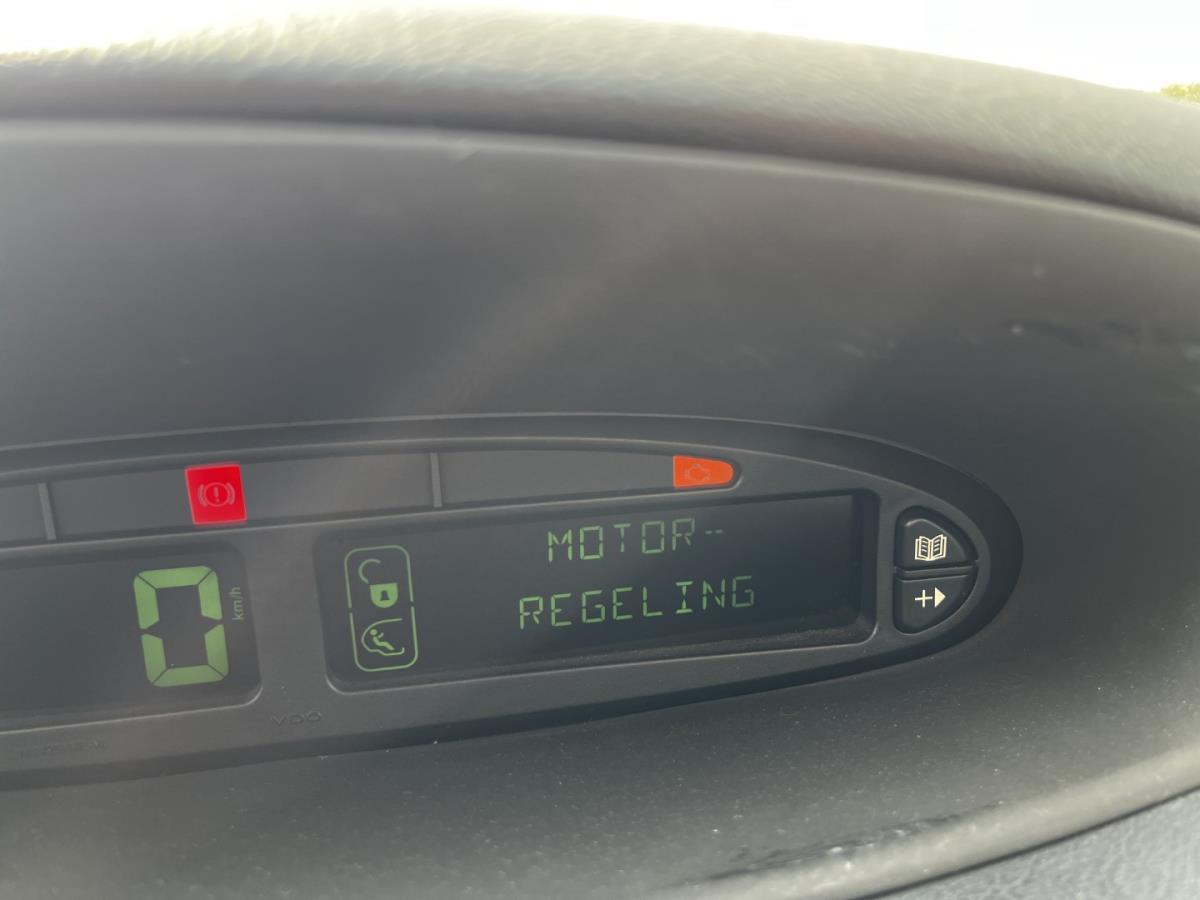 MOTOR--
REGELING
0
km/h
VDO